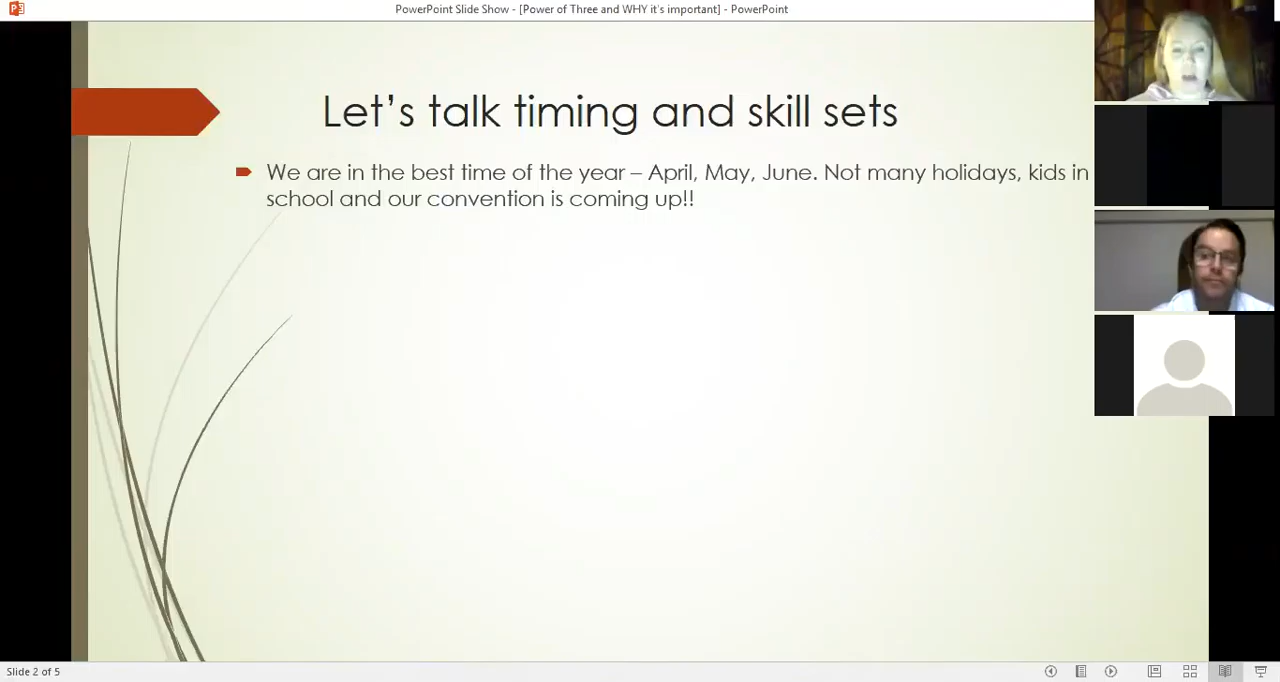 PowerPoint Slide Show - [Power of Three and WHY it's important] - PowerPoint
Let's talk timing and skill sets
We are in the best time of the year – April, May, June. Not many holidays, kids in
school and our convention is coming up!!
Slide 2 of 5